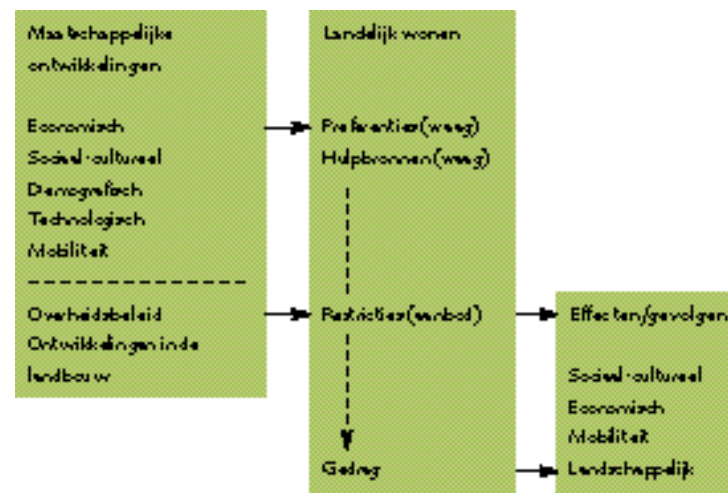 Maatschappelijke
ontwikkelingen
Economisch
Sociaal-cultureel
Demografisch
Technologisch
Mobiliteit
Overheidsbeleid
Ontwikkelingen in de
landbouw
Landelijk wonen
Preferenties (vraag)
Hulpbronnen (vraag)
Restricties (aanbod)
Gedrag
Effecten/gevolgen
Sociaal-cultureel
Economisch
Mobiliteit
Landschappelijk